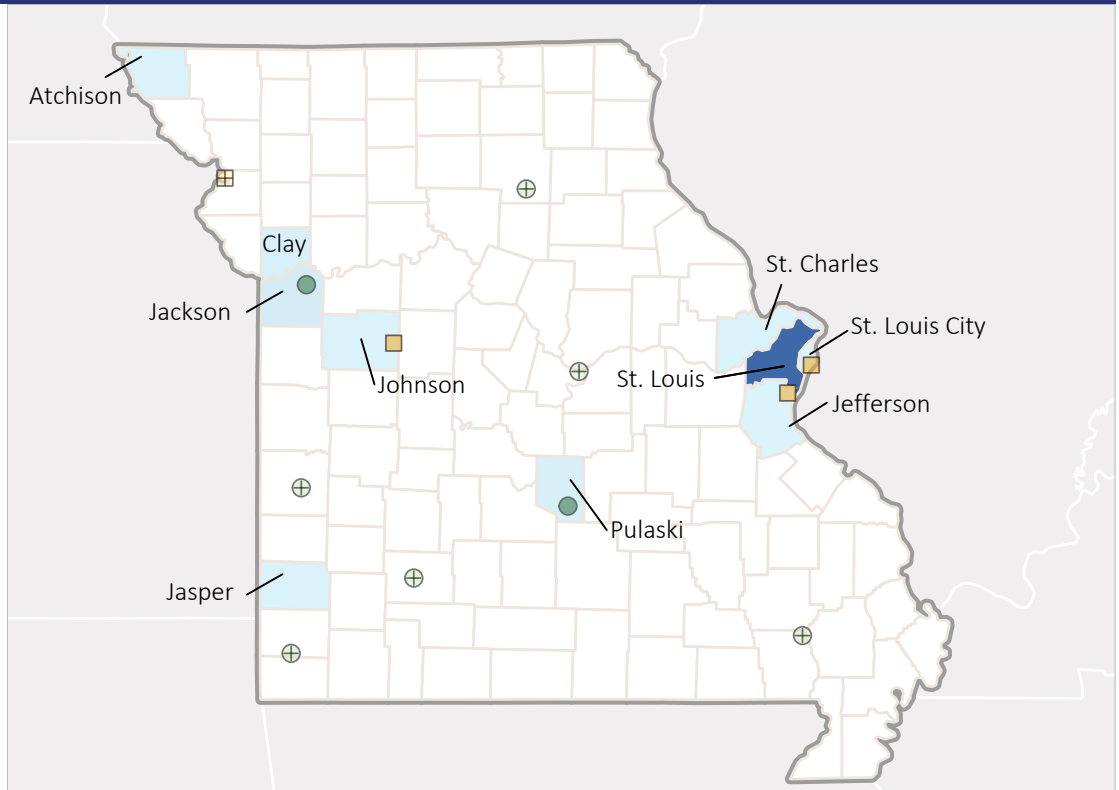 Atchison
Clay
St. Charles
Jackson
St. Louis City
St. Louis
Johnson
Jefferson
Pulaski
Jasper